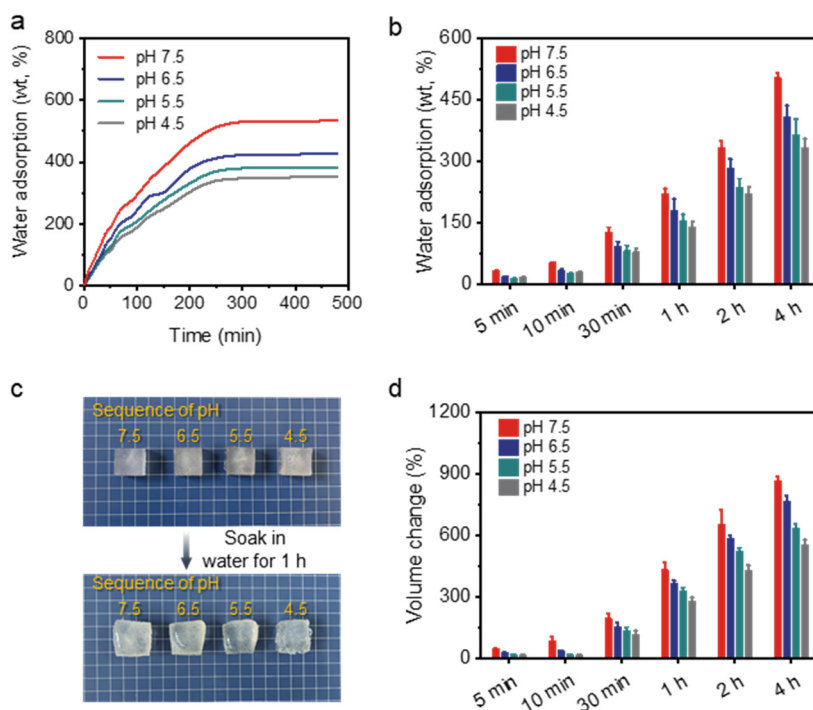 a
800
600
400
200
0
Water adsorption (wt, %)
pH 7.5
pH 6.5
pH 5.5
pH 4.5
0 100 200 300 400 500
Time (min)
b
600
450
300
150
0
Water adsorption (wt, %)
pH 7.5
pH 6.5
pH 5.5
pH 4.5
5 min 10 min 30 min 1 h 2 h 4 h
c
Sequence of pH
7.5 6.5 5.5 4.5
Soak in
water for 1 h
Sequence of pH
7.5 6.5 5.5 4.5
d
1200
900
600
300
0
Volume change (%)
pH 7.5
pH 6.5
pH 5.5
pH 4.5
5 min 10 min 30 min 1 h 2 h 4 h